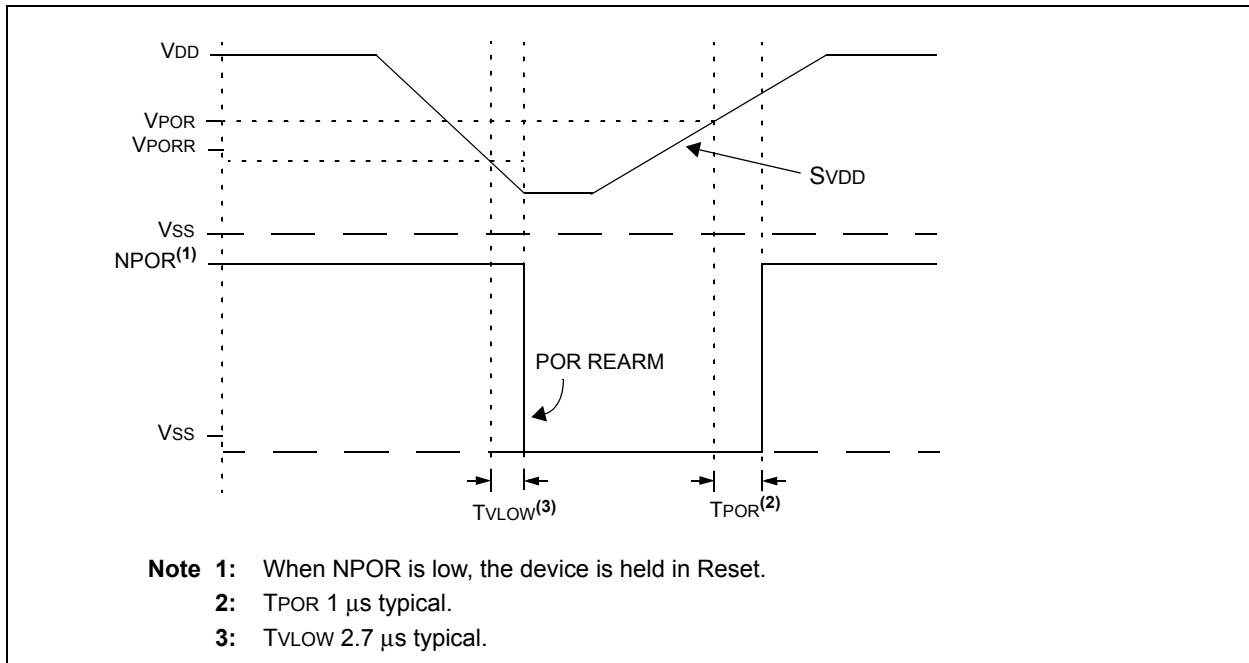 VDD
VPOR
VPORR
SVDD
VSS
NPOR(1)
POR REARM
VSS
TVLOW(3)
TPOR(2)
Note 1: When NPOR is low, the device is held in Reset.
2: TPOR 1 μs typical.
3: TVLOW 2.7 μs typical.